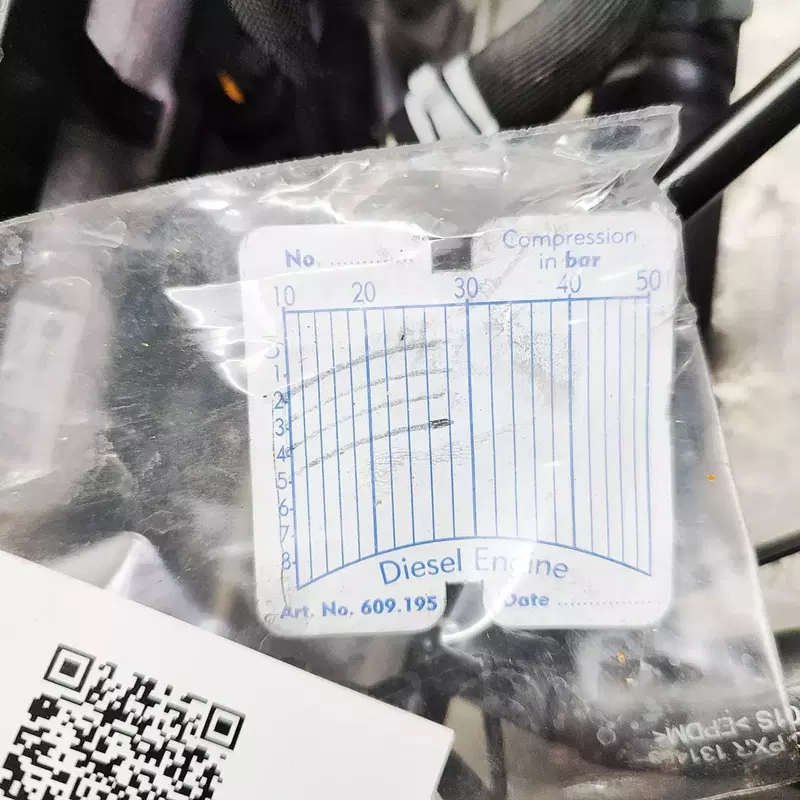 No. ..............
Compression
in bar
10 20 30 40 50
1
2
3
4
5
6
7
8
Diesel Engine
Art. No. 609.195
Date ..............